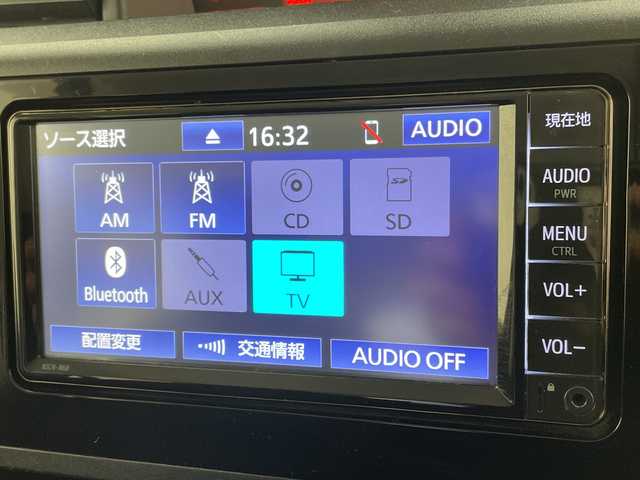 ソース選択 16:32 AUDIO
AM FM CD SD
Bluetooth AUX TV
配置変更 交通情報 AUDIO OFF
現在地
AUDIO
PWR
MENU
CTRL
VOL+
VOL−